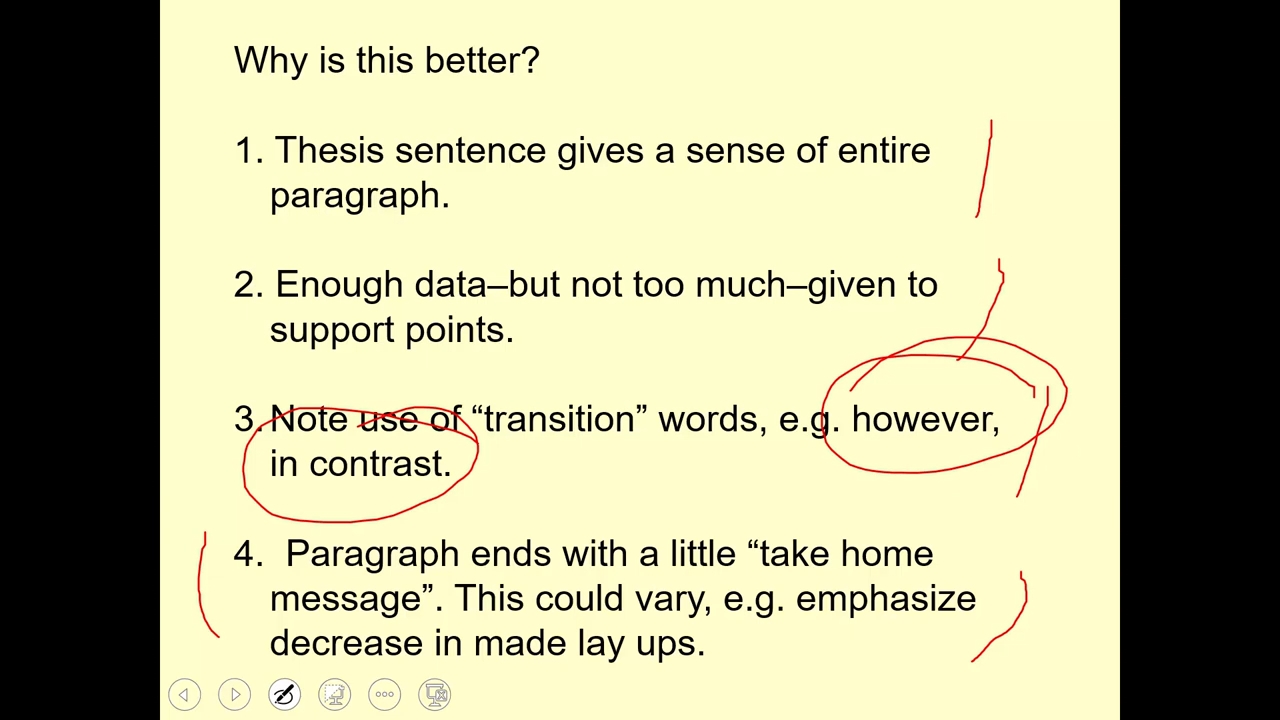 Why is this better?
1. Thesis sentence gives a sense of entire
paragraph.
2. Enough data–but not too much–given to
support points.
3. Note use of “transition” words, e.g. however,
in contrast.
4. Paragraph ends with a little “take home
message”. This could vary, e.g. emphasize
decrease in made lay ups.